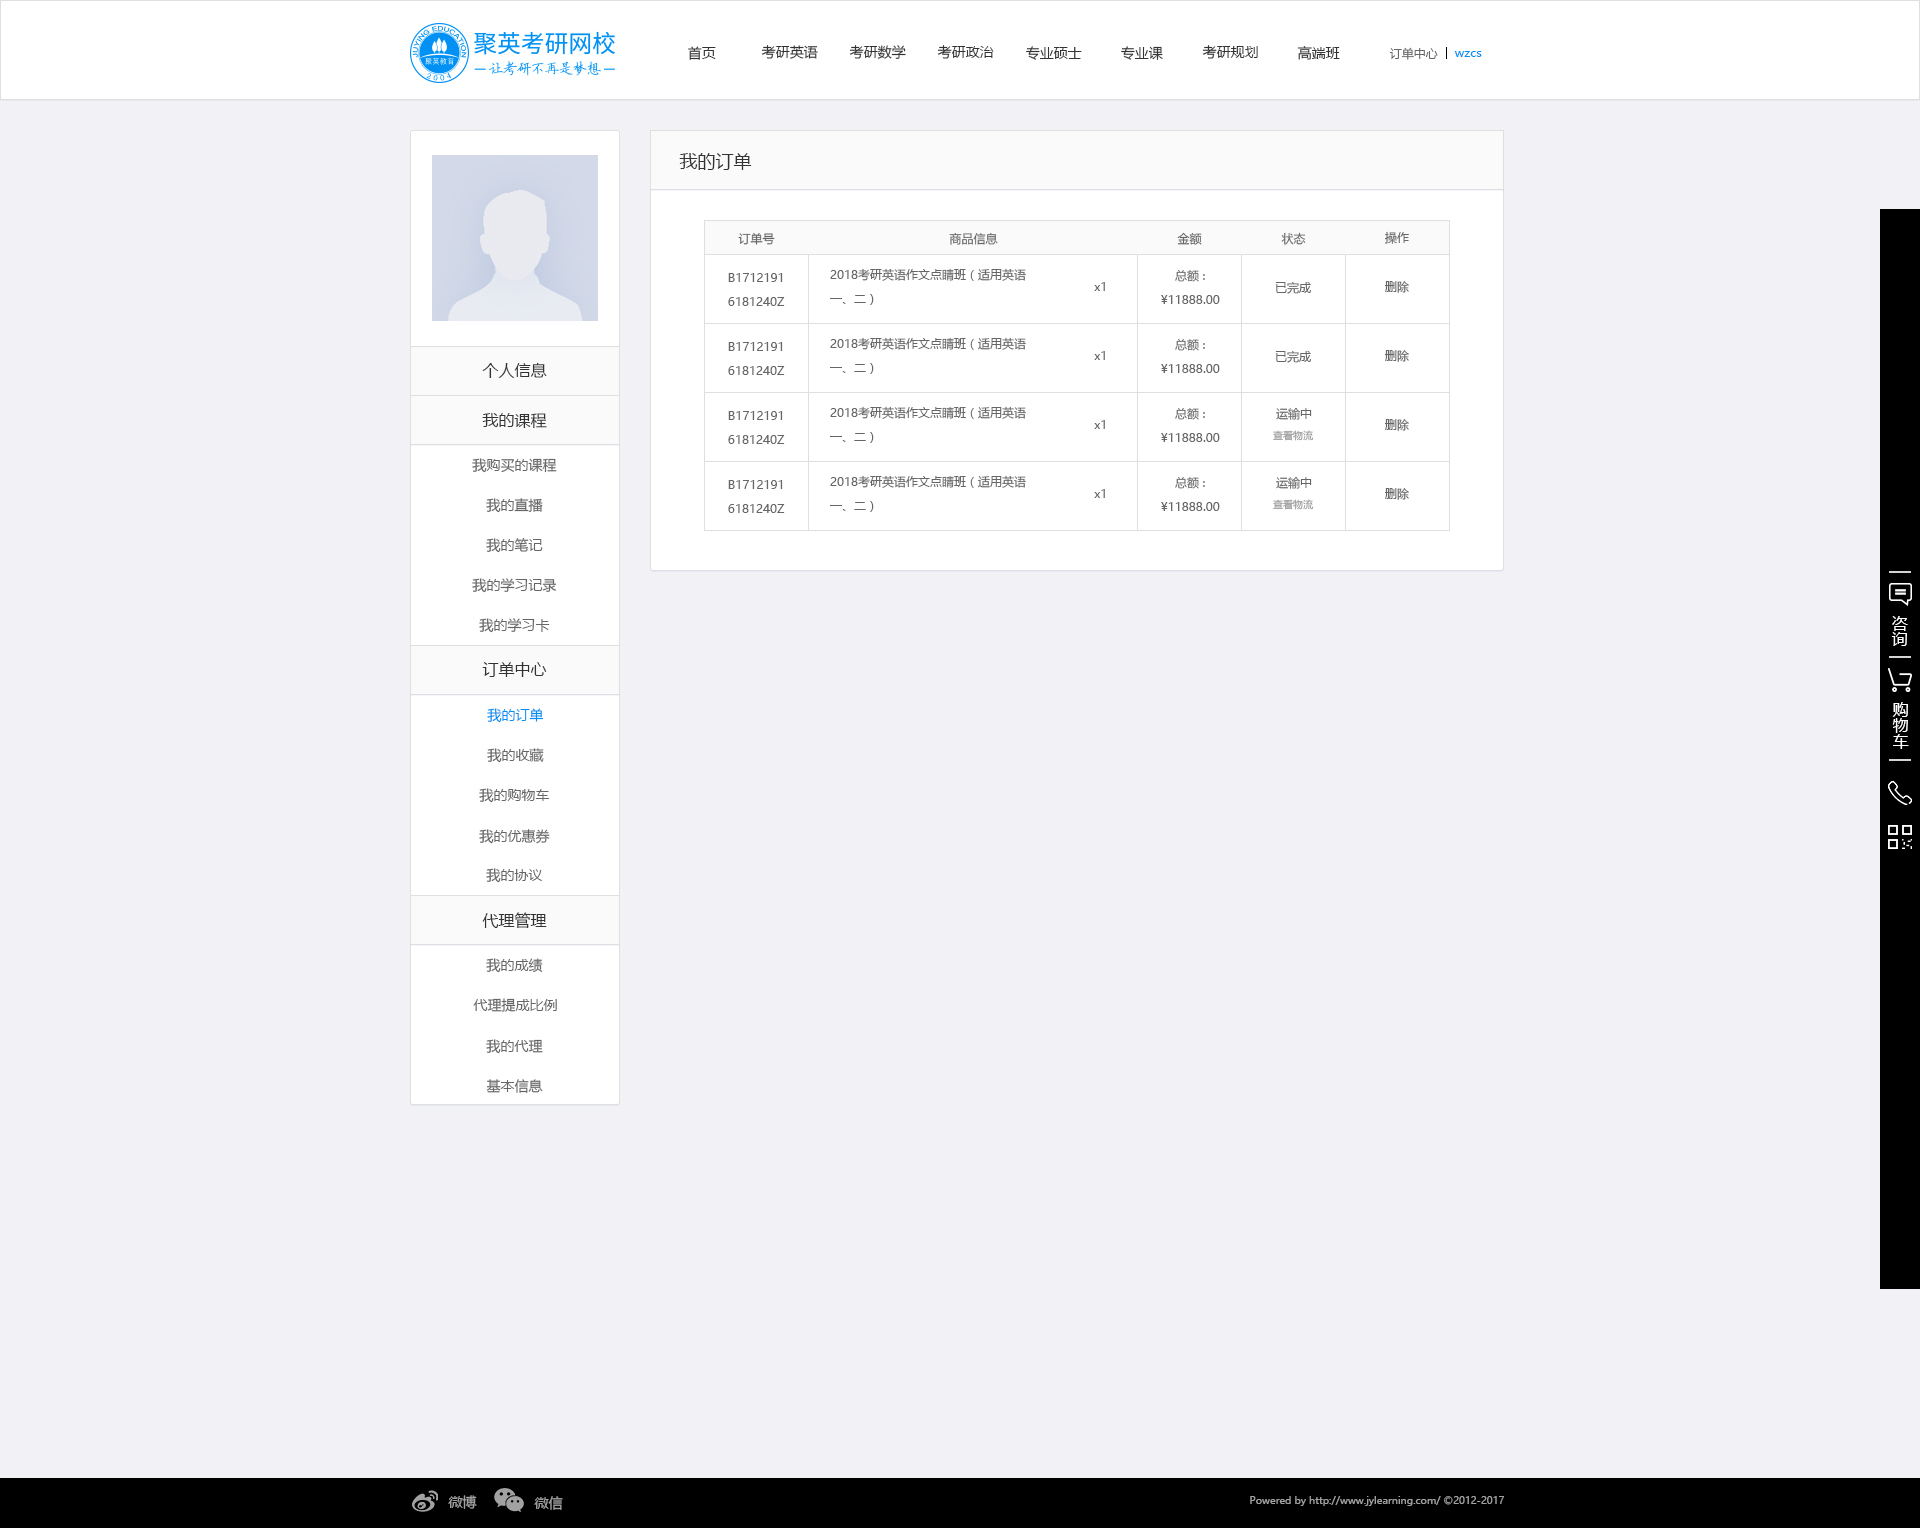 JUYING EDUCATION
聚英教育
2004
聚英考研网校
让考研不再是梦想
首页 考研英语 考研数学 考研政治 专业硕士 专业课 考研规划 高端班 订单中心 wzcs
个人信息
我的课程
我购买的课程
我的直播
我的笔记
我的学习记录
我的学习卡
订单中心
我的订单
我的收藏
我的购物车
我的优惠券
我的协议
代理管理
我的成绩
代理提成比例
我的代理
基本信息
我的订单
订单号 商品信息 金额 状态 操作
B1712191
6181240Z
2018考研英语作文点睛班（适用英语
一、二）
x1
总额：
¥11888.00
已完成
删除
B1712191
6181240Z
2018考研英语作文点睛班（适用英语
一、二）
x1
总额：
¥11888.00
已完成
删除
B1712191
6181240Z
2018考研英语作文点睛班（适用英语
一、二）
x1
总额：
¥11888.00
运输中
查看物流
删除
B1712191
6181240Z
2018考研英语作文点睛班（适用英语
一、二）
x1
总额：
¥11888.00
运输中
查看物流
删除
咨询
购物车
微博 微信
Powered by http://www.jylearning.com/ ©2012-2017